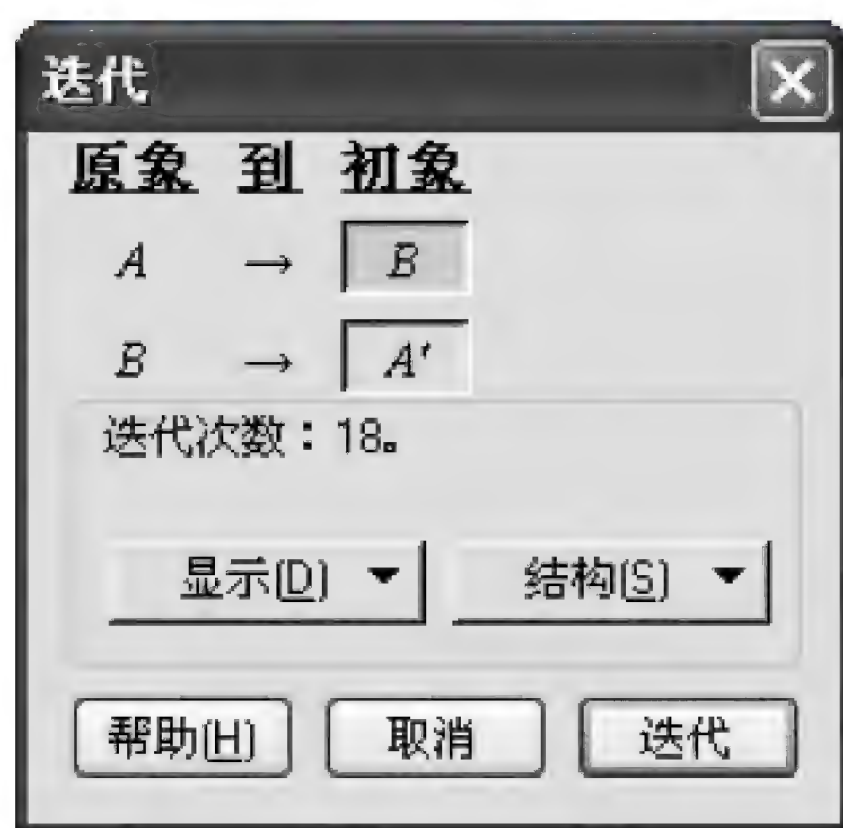 迭代
原象 到 初象
A → B
B → A'
迭代次数：18。
显示(D) 结构(S)
帮助(H) 取消 迭代